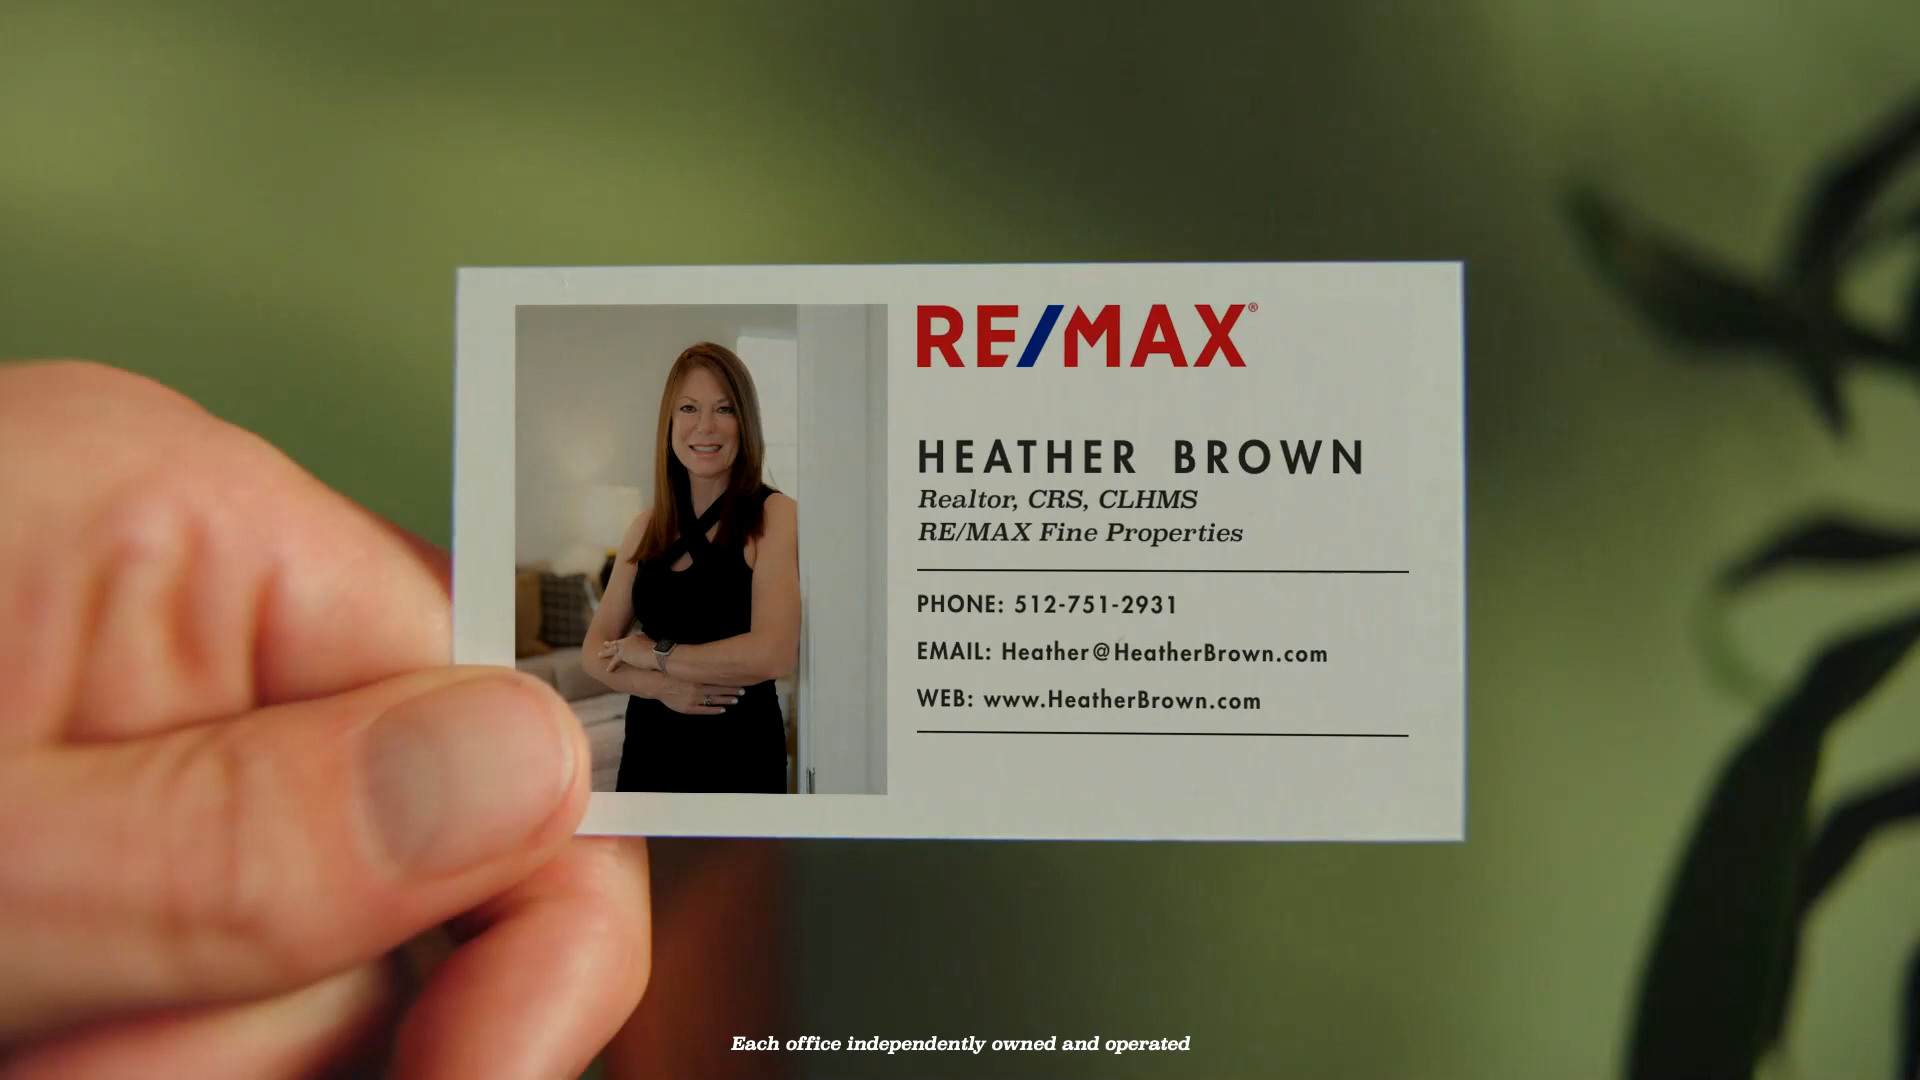 RE/MAX®
HEATHER BROWN
Realtor, CRS, CLHMS
RE/MAX Fine Properties
PHONE: 512-751-2931
EMAIL: Heather@HeatherBrown.com
WEB: www.HeatherBrown.com
Each office independently owned and operated